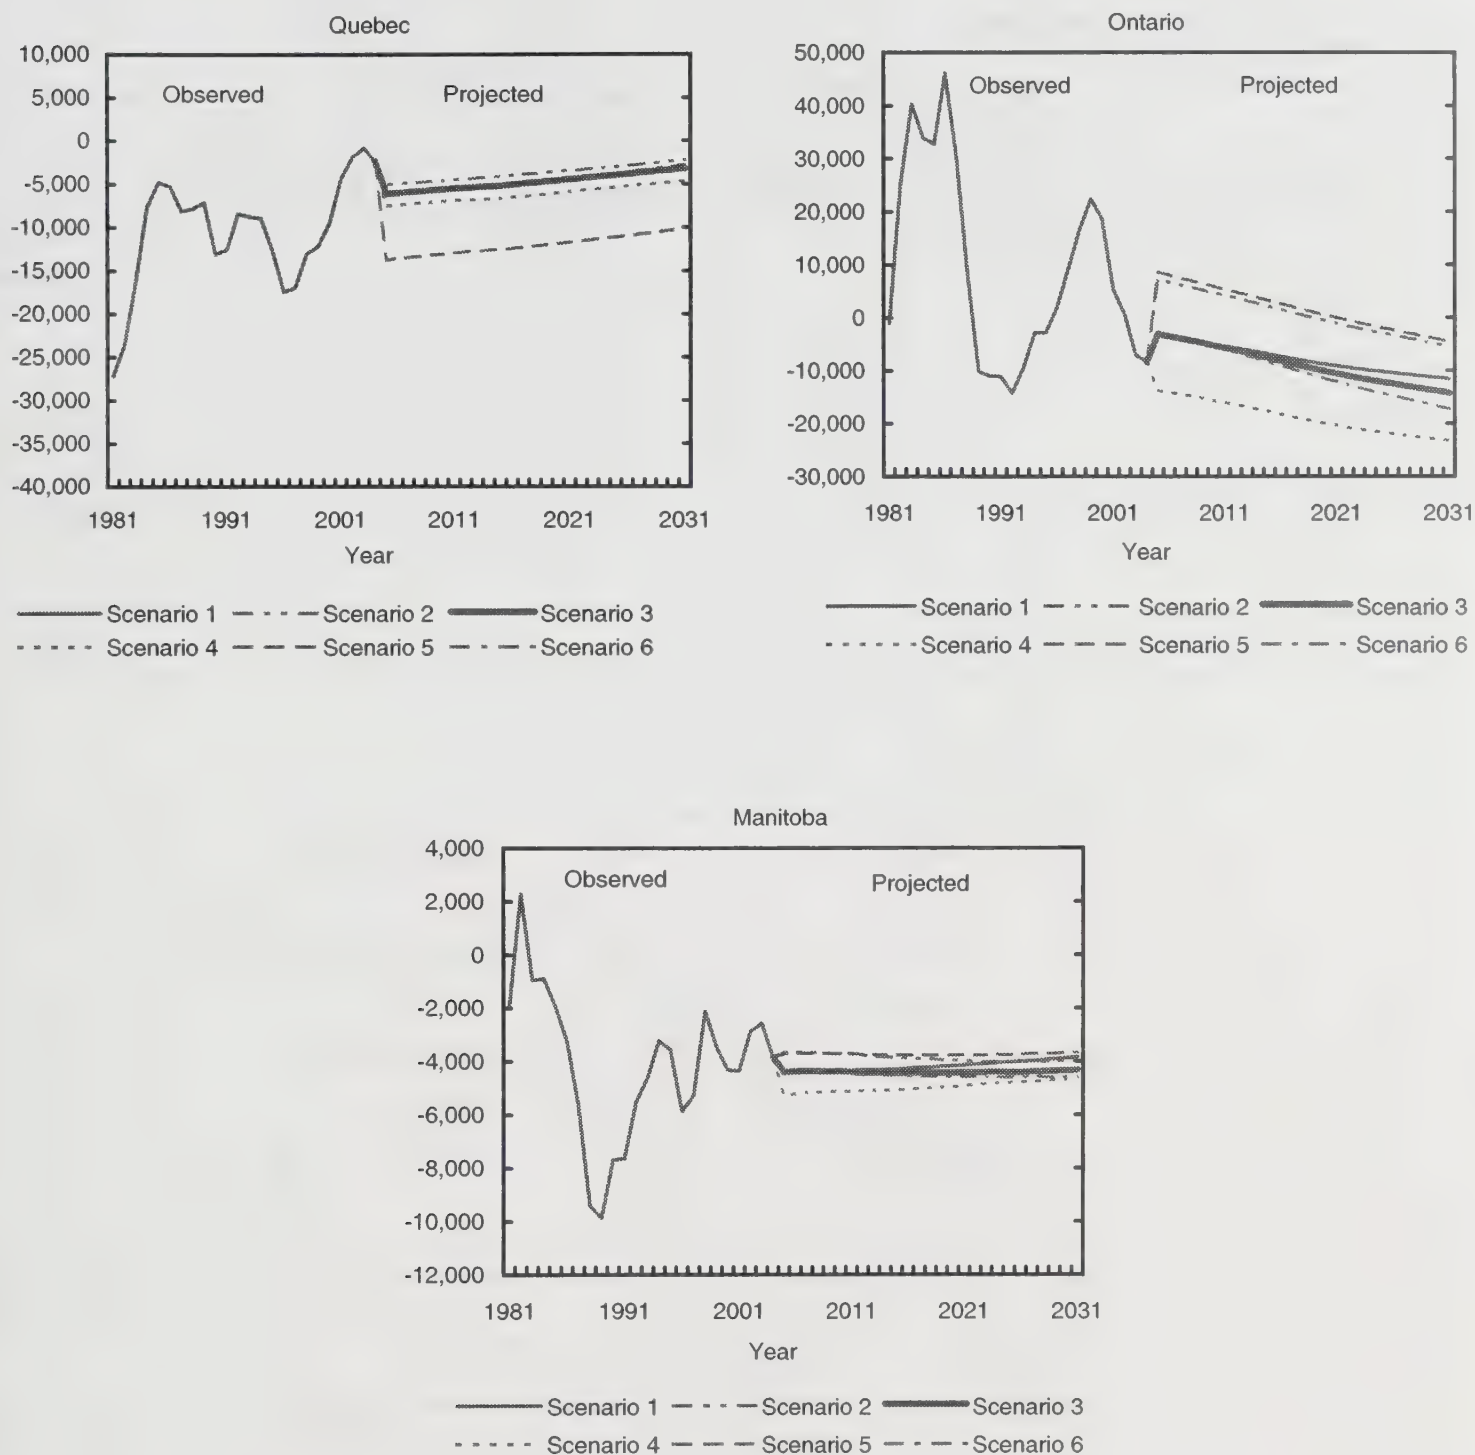 Quebec
10,000
5,000
0
-5,000
-10,000
-15,000
-20,000
-25,000
-30,000
-35,000
-40,000
Observed Projected
1981 1991 2001 2011 2021 2031
Year
Scenario 1 Scenario 2 Scenario 3
Scenario 4 Scenario 5 Scenario 6
Ontario
50,000
40,000
30,000
20,000
10,000
0
-10,000
-20,000
-30,000
Observed Projected
1981 1991 2001 2011 2021 2031
Year
Scenario 1 Scenario 2 Scenario 3
Scenario 4 Scenario 5 Scenario 6
Manitoba
4,000
2,000
0
-2,000
-4,000
-6,000
-8,000
-10,000
-12,000
Observed Projected
1981 1991 2001 2011 2021 2031
Year
Scenario 1 Scenario 2 Scenario 3
Scenario 4 Scenario 5 Scenario 6